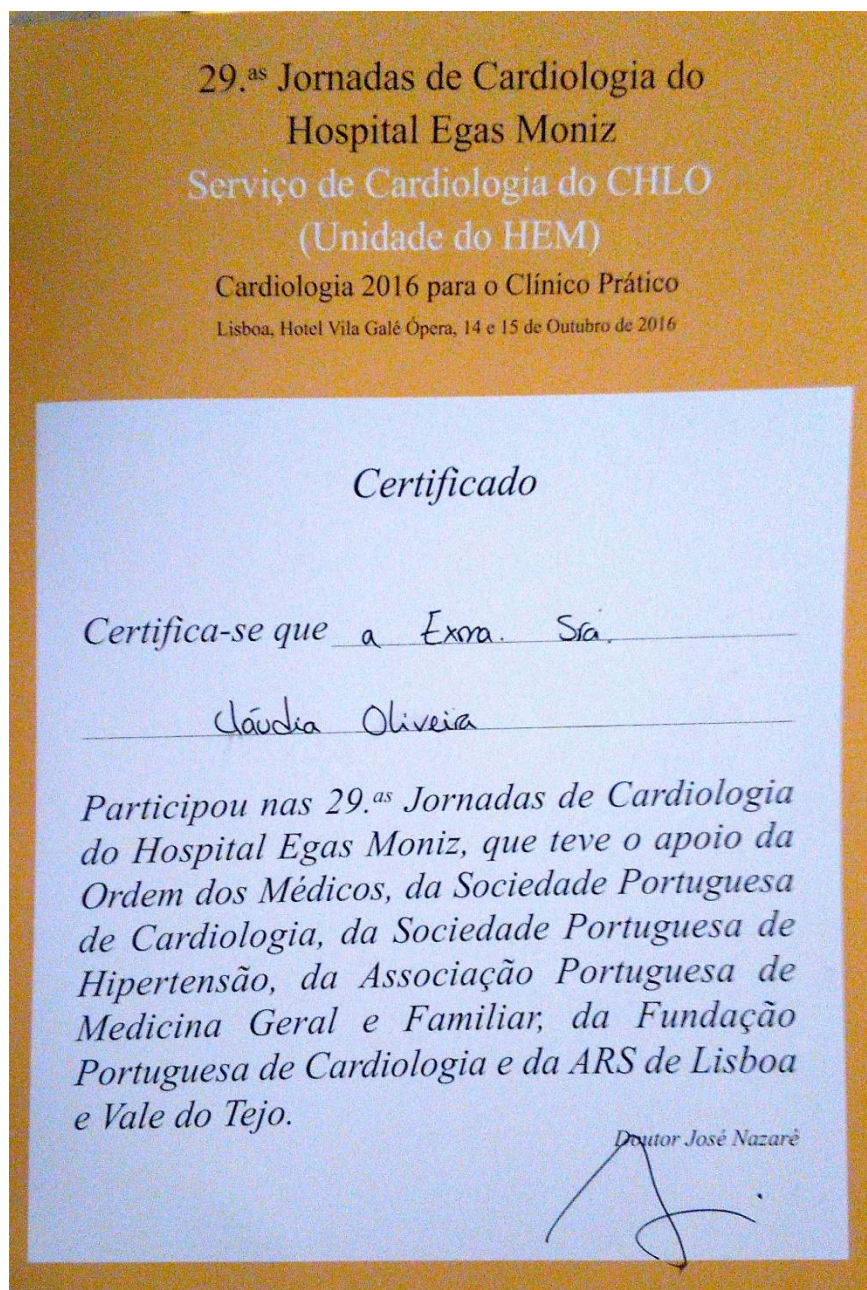 29.as Jornadas de Cardiologia do
Hospital Egas Moniz
Serviço de Cardiologia do CHLO
(Unidade do HEM)
Cardiologia 2016 para o Clínico Prático
Lisboa, Hotel Vila Galé Ópera, 14 e 15 de Outubro de 2016
Certificado
Certifica-se que a Exma. Sra.
Cláudia Oliveira
Participou nas 29.as Jornadas de Cardiologia
do Hospital Egas Moniz, que teve o apoio da
Ordem dos Médicos, da Sociedade Portuguesa
de Cardiologia, da Sociedade Portuguesa de
Hipertensão, da Associação Portuguesa de
Medicina Geral e Familiar, da Fundação
Portuguesa de Cardiologia e da ARS de Lisboa
e Vale do Tejo.
Doutor José Nazaré